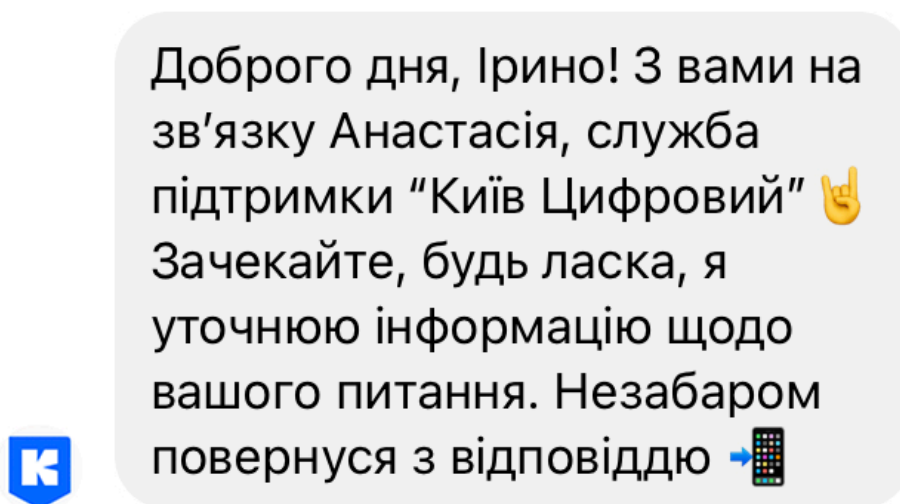 Доброго дня, Ірино! З вами на
зв’язку Анастасія, служба
підтримки “Київ Цифровий” 🤘
Зачекайте, будь ласка, я
уточнюю інформацію щодо
вашого питання. Незабаром
повернуся з відповіддю 📲